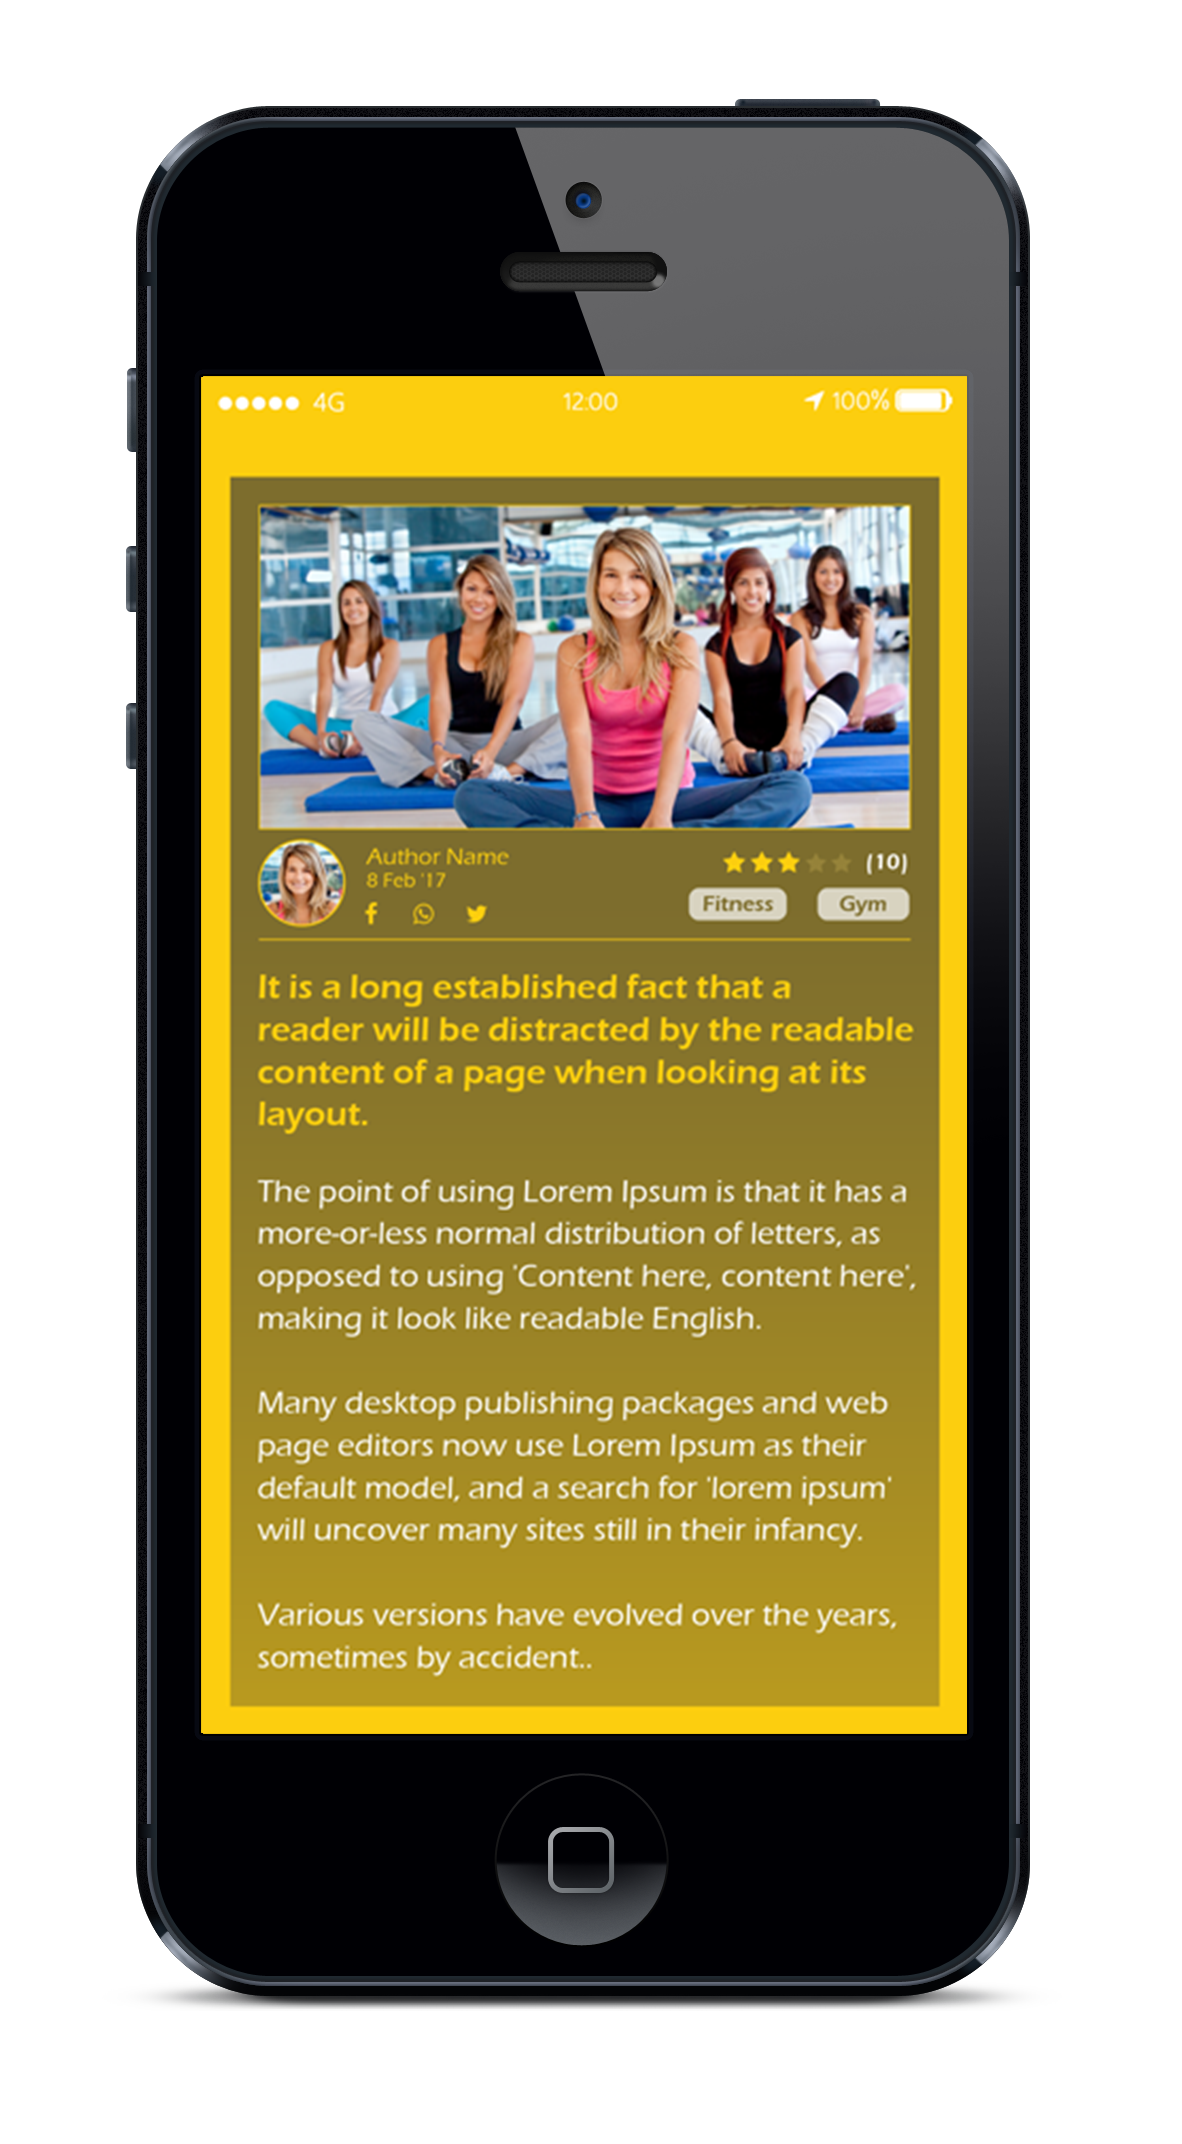 4G 12:00 100%
Author Name
8 Feb '17
(10)
Fitness Gym
It is a long established fact that a
reader will be distracted by the readable
content of a page when looking at its
layout.
The point of using Lorem Ipsum is that it has a
more-or-less normal distribution of letters, as
opposed to using 'Content here, content here',
making it look like readable English.
Many desktop publishing packages and web
page editors now use Lorem Ipsum as their
default model, and a search for 'lorem ipsum'
will uncover many sites still in their infancy.
Various versions have evolved over the years,
sometimes by accident..